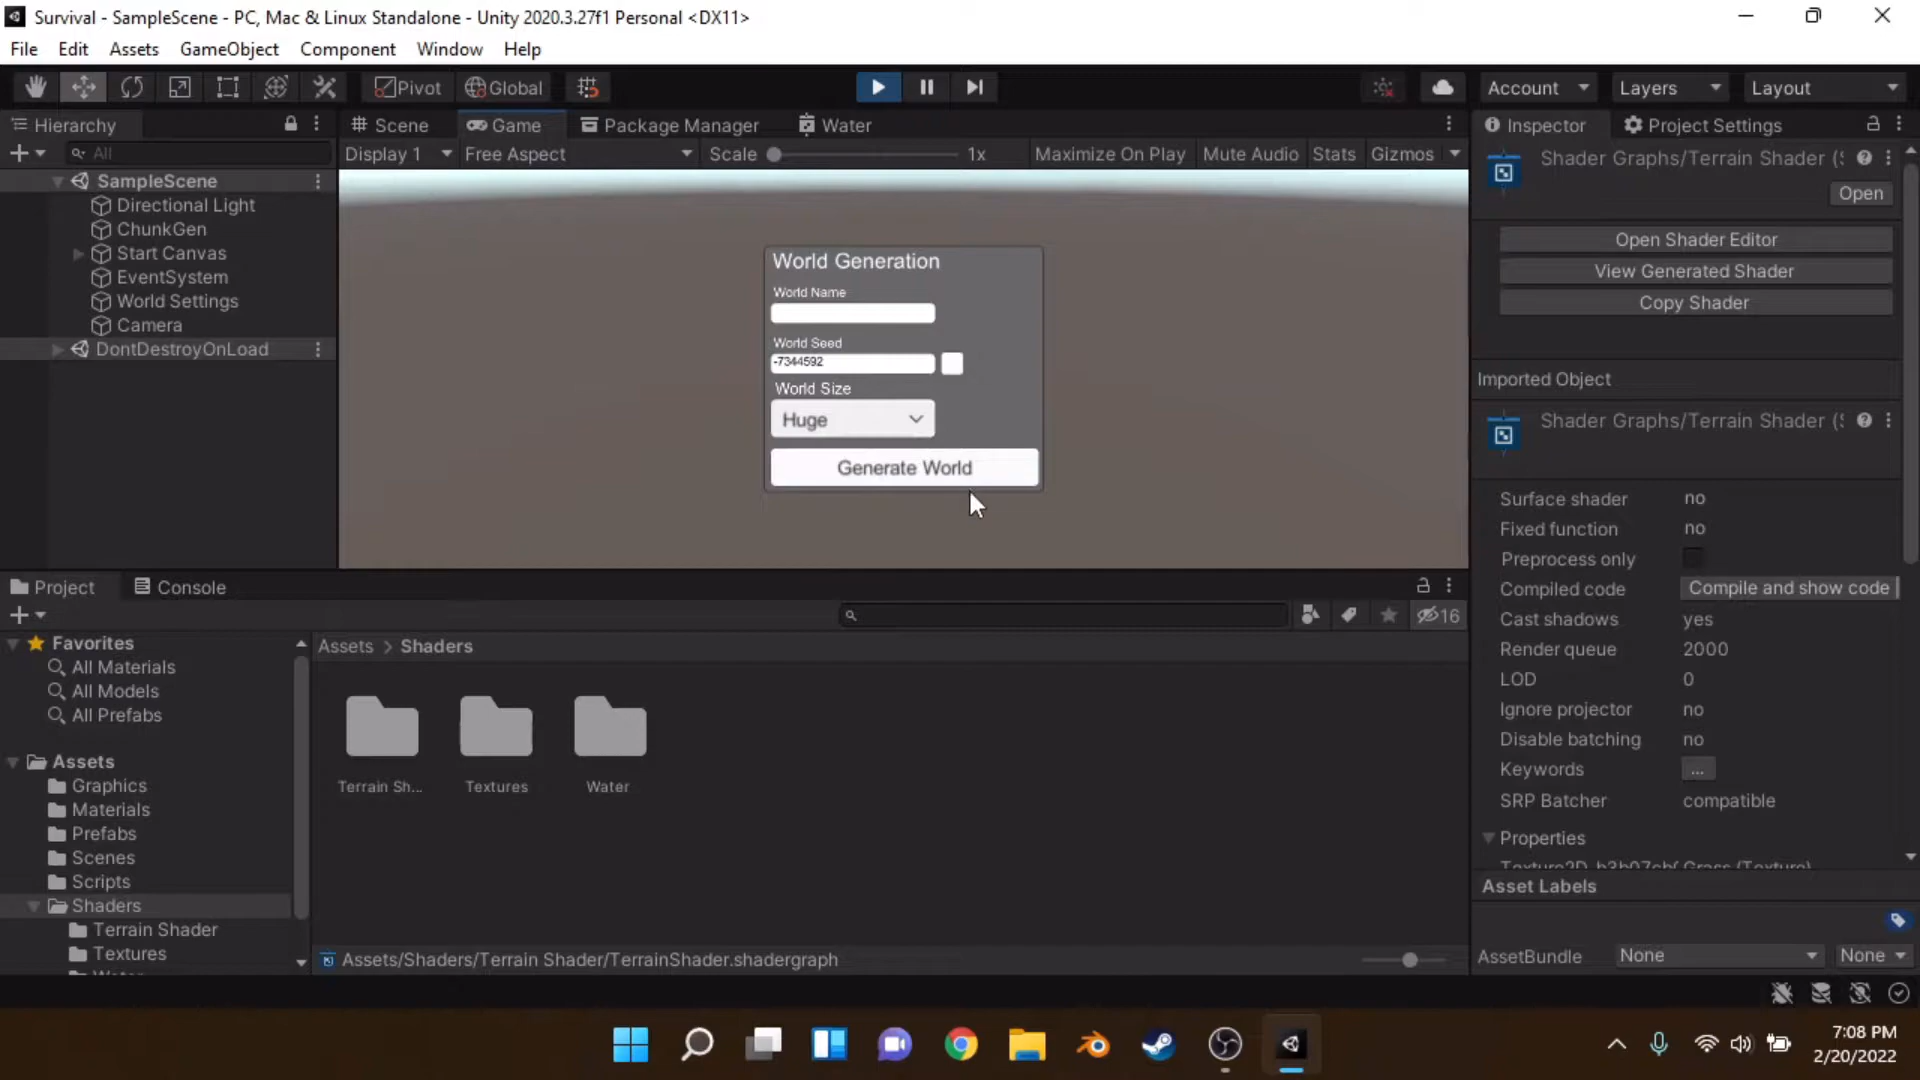 Survival - SampleScene - PC, Mac & Linux Standalone - Unity 2020.3.27f1 Personal <DX11>
File Edit Assets GameObject Component Window Help
Pivot Global Account Layers Layout
Hierarchy
All
SampleScene
Directional Light
ChunkGen
Start Canvas
EventSystem
World Settings
Camera
DontDestroyOnLoad
Scene Game Package Manager Water
Display 1 Free Aspect Scale 1x Maximize On Play Mute Audio Stats Gizmos
World Generation
World Name
World Seed
-7344592
World Size
Huge
Generate World
Inspector Project Settings
Shader Graphs/Terrain Shader (
Open
Open Shader Editor
View Generated Shader
Copy Shader
Imported Object
Shader Graphs/Terrain Shader (
Surface shader no
Fixed function no
Preprocess only
Compiled code Compile and show code
Cast shadows yes
Render queue 2000
LOD 0
Ignore projector no
Disable batching no
Keywords ...
SRP Batcher compatible
Properties
Grass (Texture)
Asset Labels
AssetBundle None None
Project Console
16
Favorites
All Materials
All Models
All Prefabs
Assets
Graphics
Materials
Prefabs
Scenes
Scripts
Shaders
Terrain Shader
Textures
Assets > Shaders
Terrain Sh...
Textures
Water
Assets/Shaders/Terrain Shader/TerrainShader.shadergraph
7:08 PM
2/20/2022